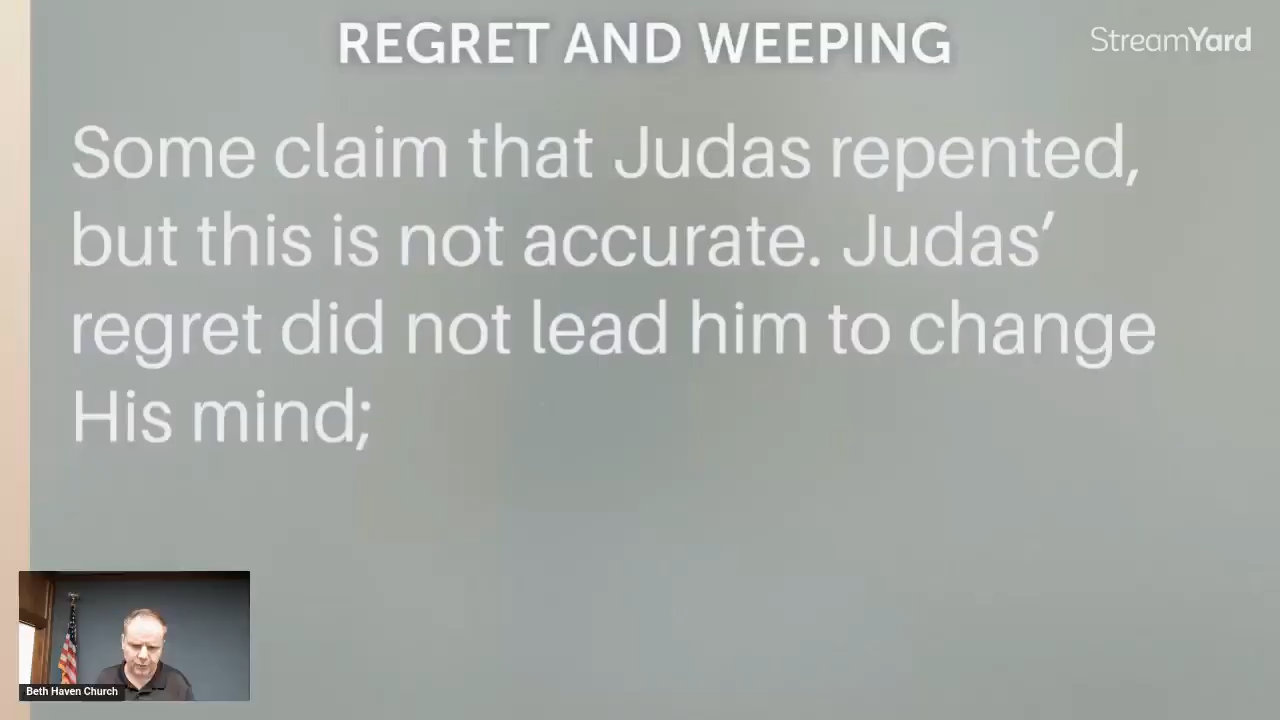 REGRET AND WEEPING
StreamYard
Some claim that Judas repented,
but this is not accurate. Judas’
regret did not lead him to change
His mind;
Beth Haven Church